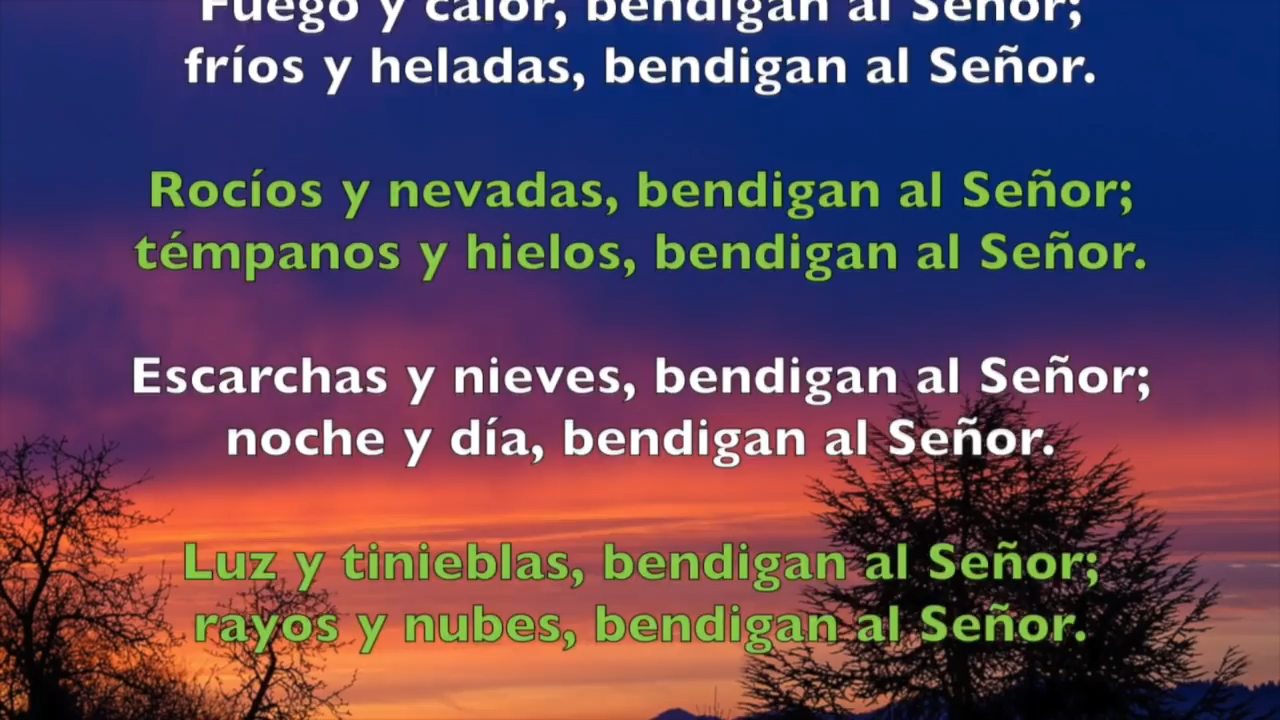 Fuego y calor, bendigan al Señor;
fríos y heladas, bendigan al Señor.
Rocíos y nevadas, bendigan al Señor;
témpanos y hielos, bendigan al Señor.
Escarchas y nieves, bendigan al Señor;
noche y día, bendigan al Señor.
Luz y tinieblas, bendigan al Señor;
rayos y nubes, bendigan al Señor.